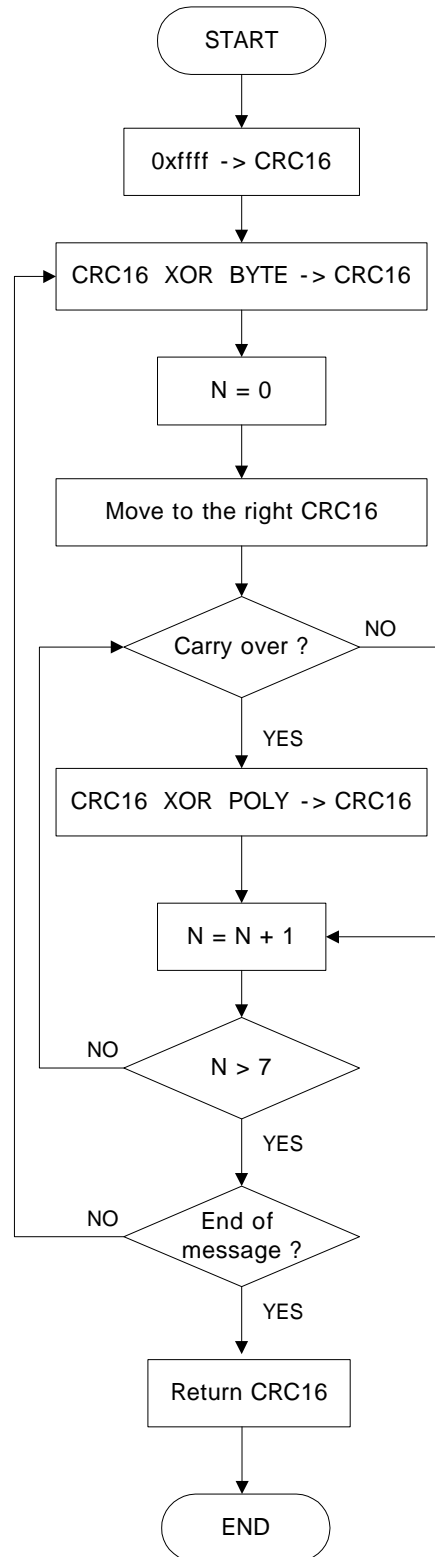 START
0xffff -> CRC16
CRC16 XOR BYTE -> CRC16
N = 0
Move to the right CRC16
Carry over ?
NO
YES
CRC16 XOR POLY -> CRC16
N = N + 1
NO
N > 7
YES
NO
End of
message ?
YES
Return CRC16
END